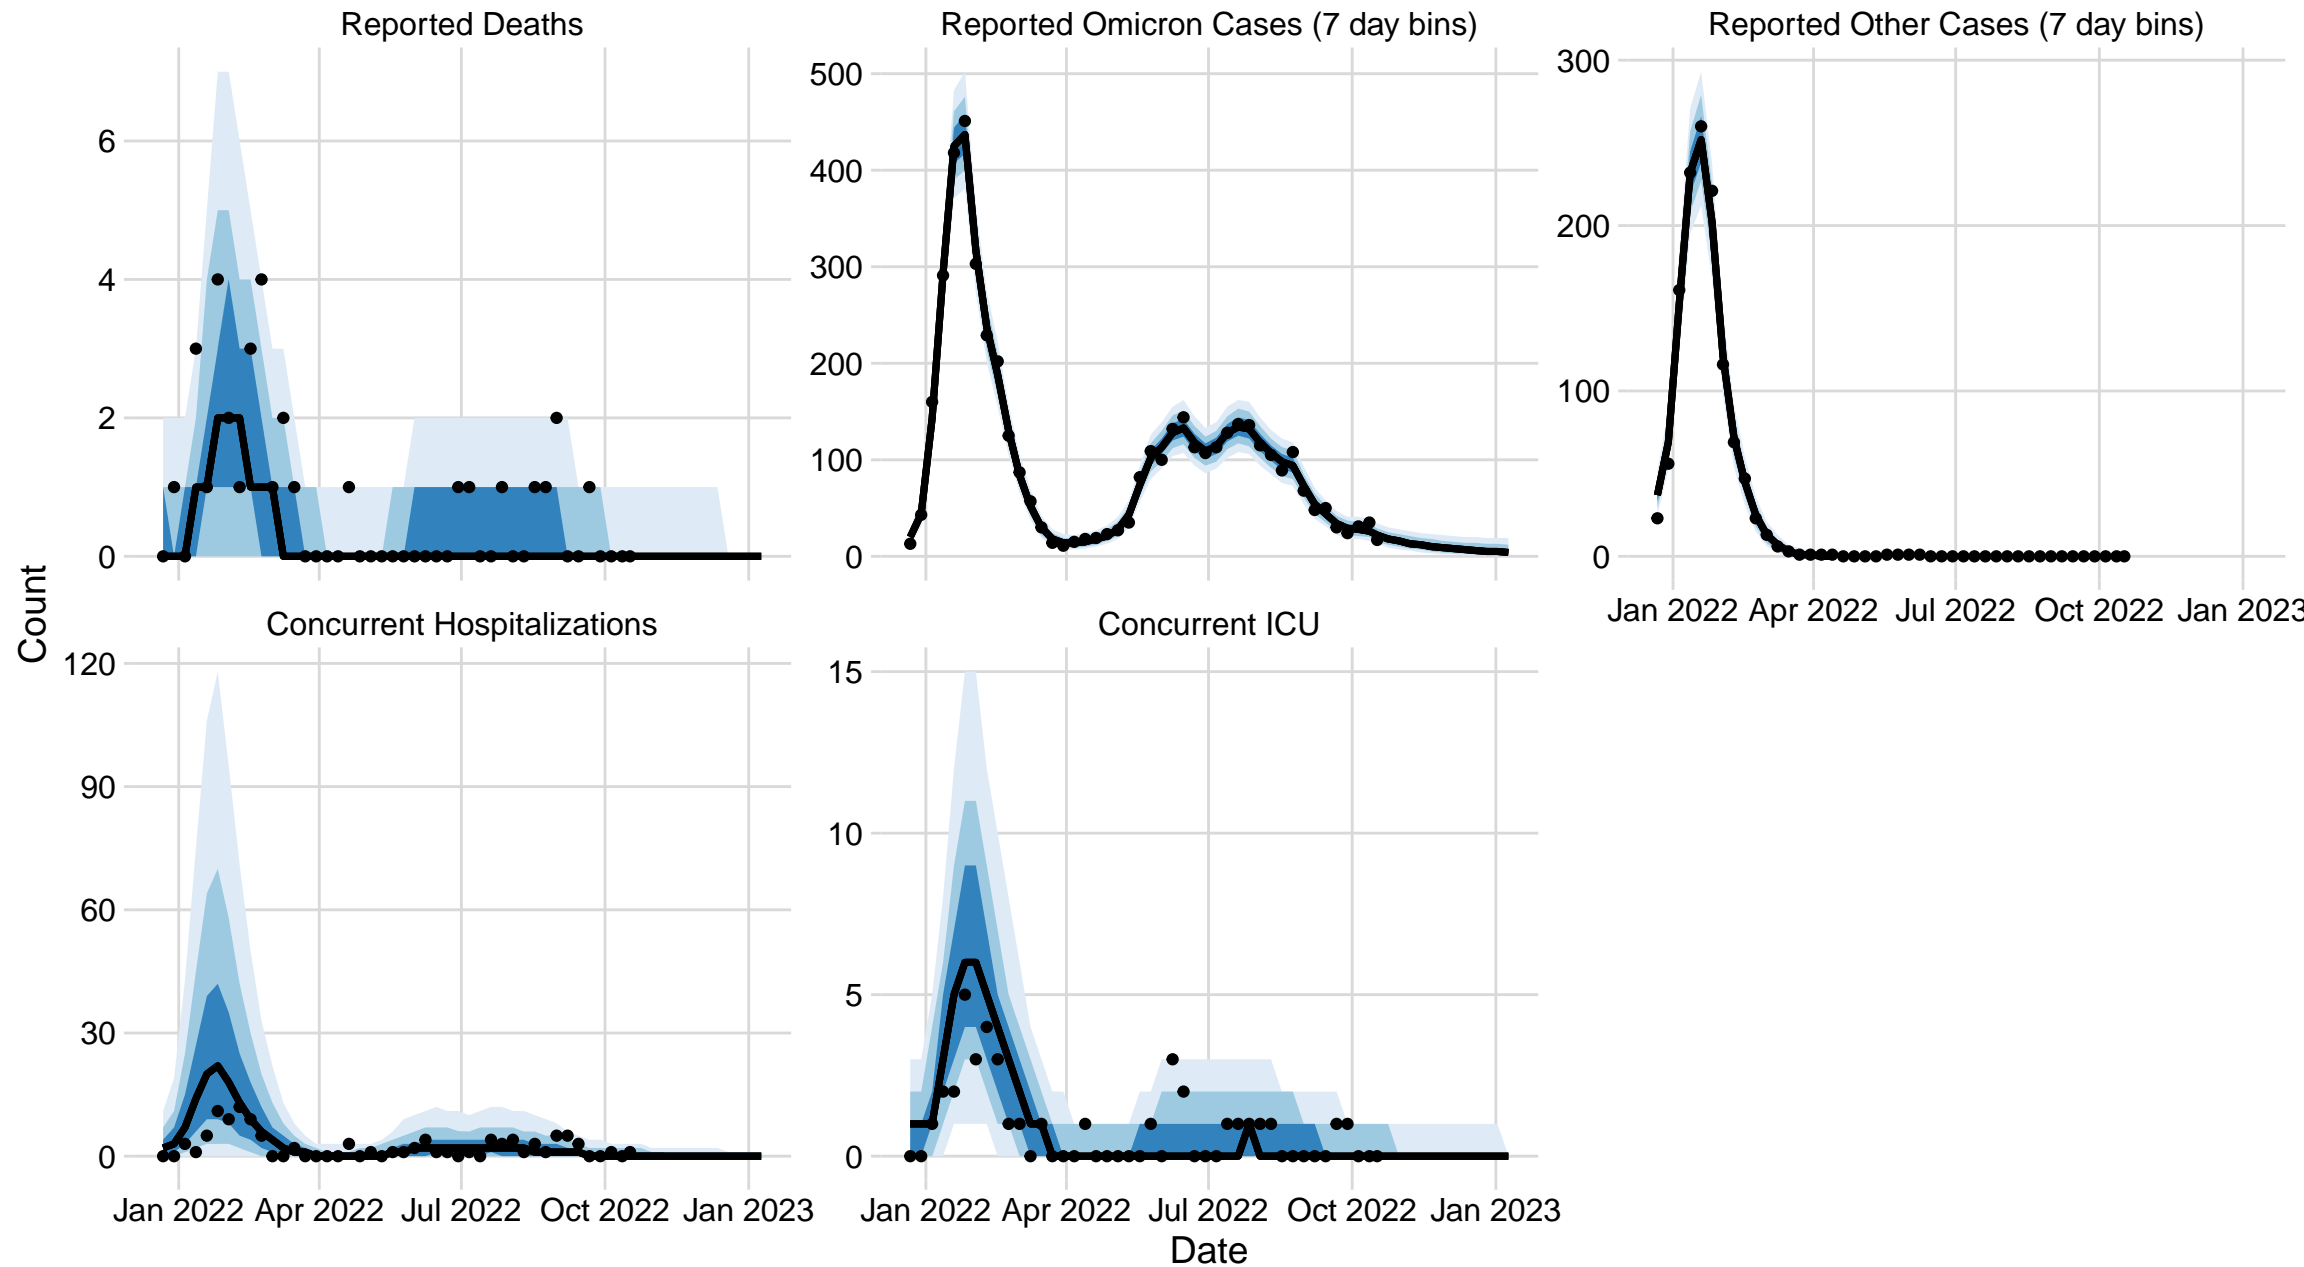 Reported Deaths
Reported Omicron Cases (7 day bins)
Reported Other Cases (7 day bins)
6
4
2
0
500
400
300
200
100
0
300
200
100
0
Jan 2022 Apr 2022 Jul 2022 Oct 2022 Jan 2023
Count
Concurrent Hospitalizations
Concurrent ICU
120
90
60
30
0
15
10
5
0
Jan 2022 Apr 2022 Jul 2022 Oct 2022 Jan 2023
Jan 2022 Apr 2022 Jul 2022 Oct 2022 Jan 2023
Date